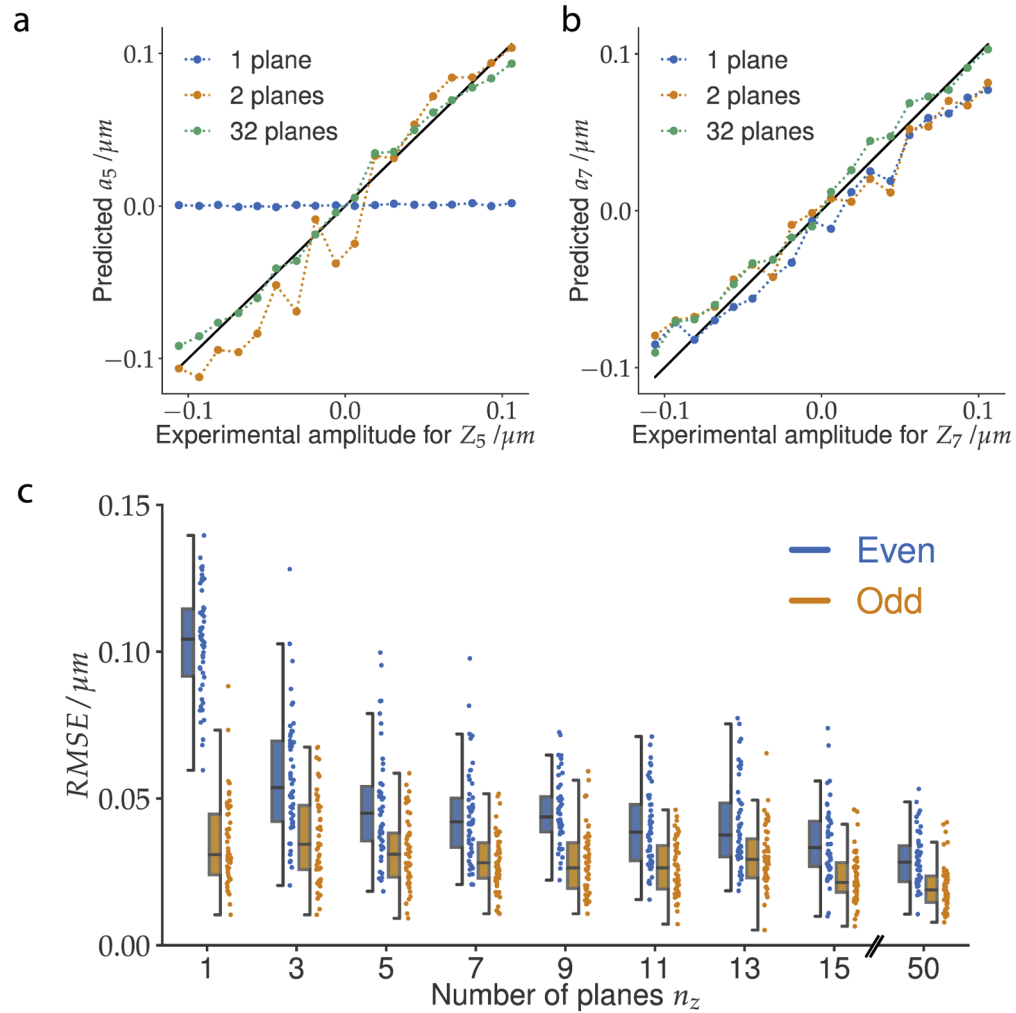 a
0.1
0.0
−0.1
Predicted a₅ /μm
1 plane
2 planes
32 planes
−0.1 0.0 0.1
Experimental amplitude for Z₅ /μm
b
0.1
0.0
−0.1
Predicted a₇ /μm
1 plane
2 planes
32 planes
−0.1 0.0 0.1
Experimental amplitude for Z₇ /μm
c
0.15
0.10
0.05
0.00
RMSE / μm
Even
Odd
1 3 5 7 9 11 13 15 50
Number of planes n_z